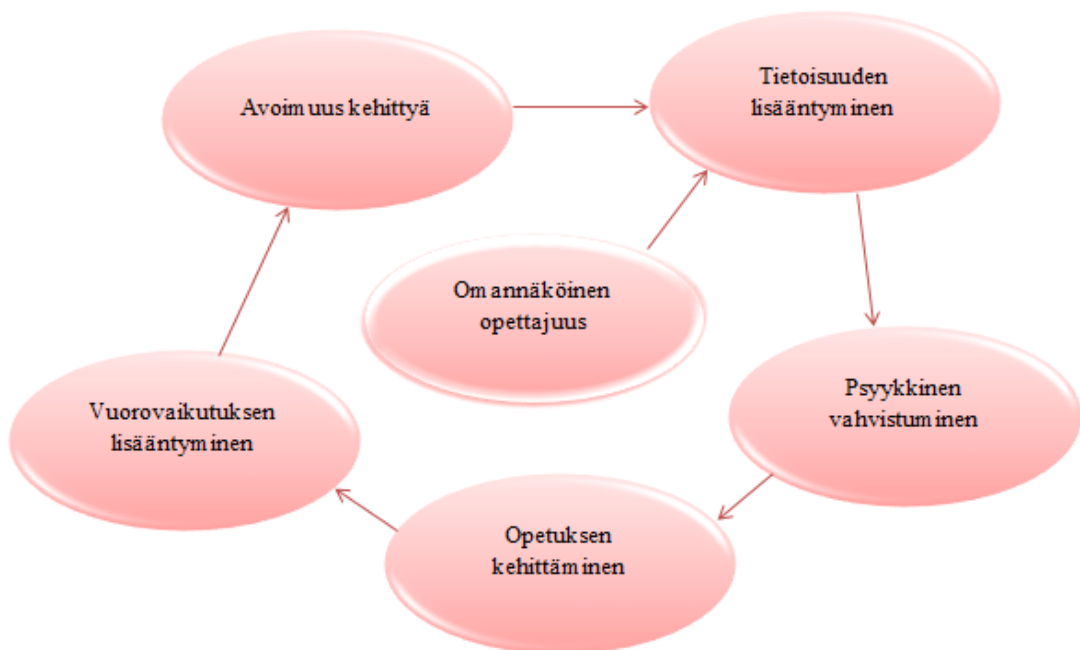 Avoimuus kehittyä
Tietoisuuden
lisääntyminen
Omannäköinen
opettajuus
Psyykkinen
vahvistuminen
Vuorovaikutuksen
lisääntyminen
Opetuksen
kehittäminen